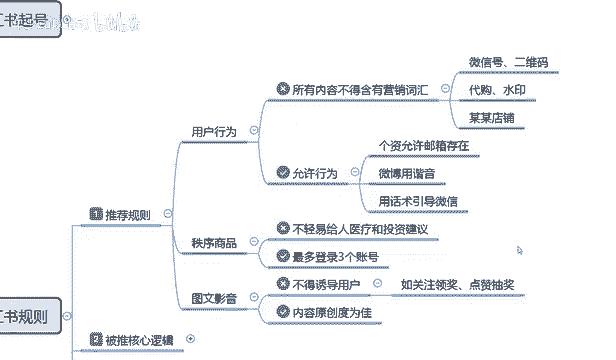 红书起号
微信号、二维码
所有内容不得含有营销词汇
代购、水印
某某店铺
用户行为
个资允许邮箱存在
允许行为
微博用谐音
用话术引导微信
1 推荐规则
不轻易给人医疗和投资建议
秩序商品
最多登录3个账号
不得诱导用户
如关注领奖、点赞抽奖
图文影音
内容原创度为佳
红书规则
2 被推核心逻辑